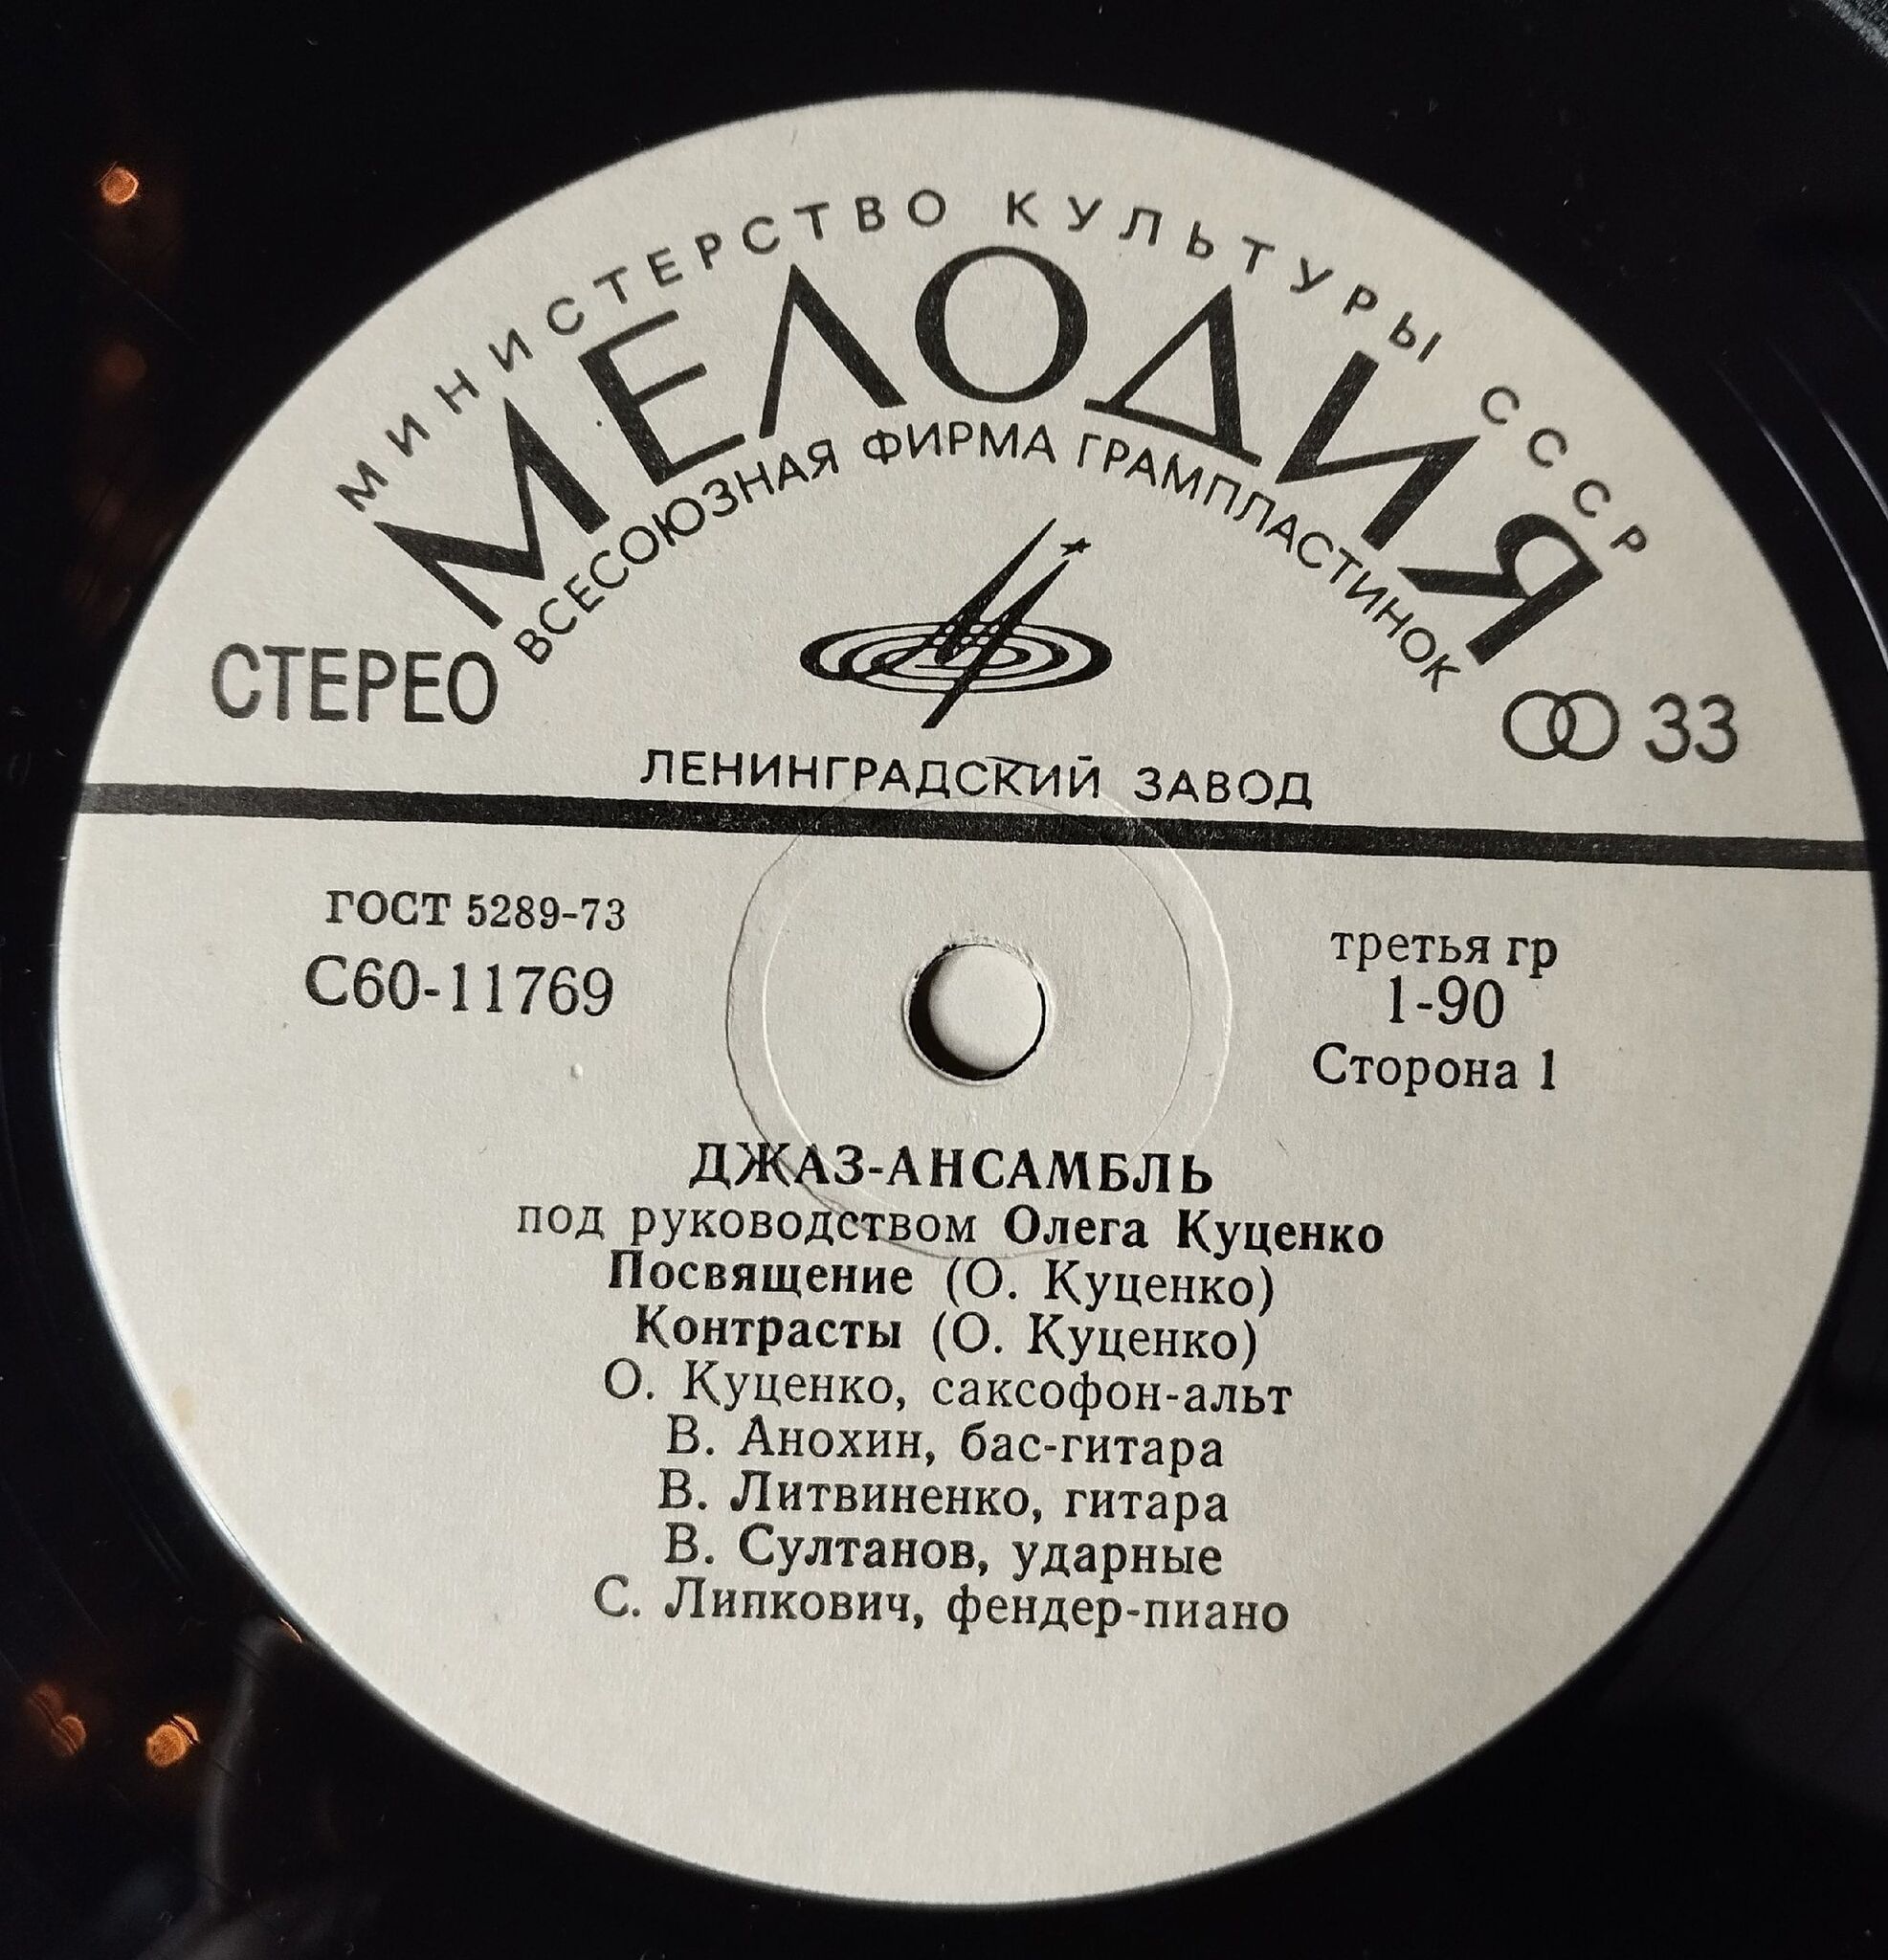 МИНИСТЕРСТВО КУЛЬТУРЫ СССР
МЕЛОДИЯ
ВСЕСОЮЗНАЯ ФИРМА ГРАМПЛАСТИНОК
СТЕРЕО
33
ЛЕНИНГРАДСКИЙ ЗАВОД
ГОСТ 5289-73
С60-11769
третья гр
1-90
Сторона 1
ДЖАЗ-АНСАМБЛЬ
под руководством Олега Куценко
Посвящение (О. Куценко)
Контрасты (О. Куценко)
О. Куценко, саксофон-альт
В. Анохин, бас-гитара
В. Литвиненко, гитара
В. Султанов, ударные
С. Липкович, фендер-пиано